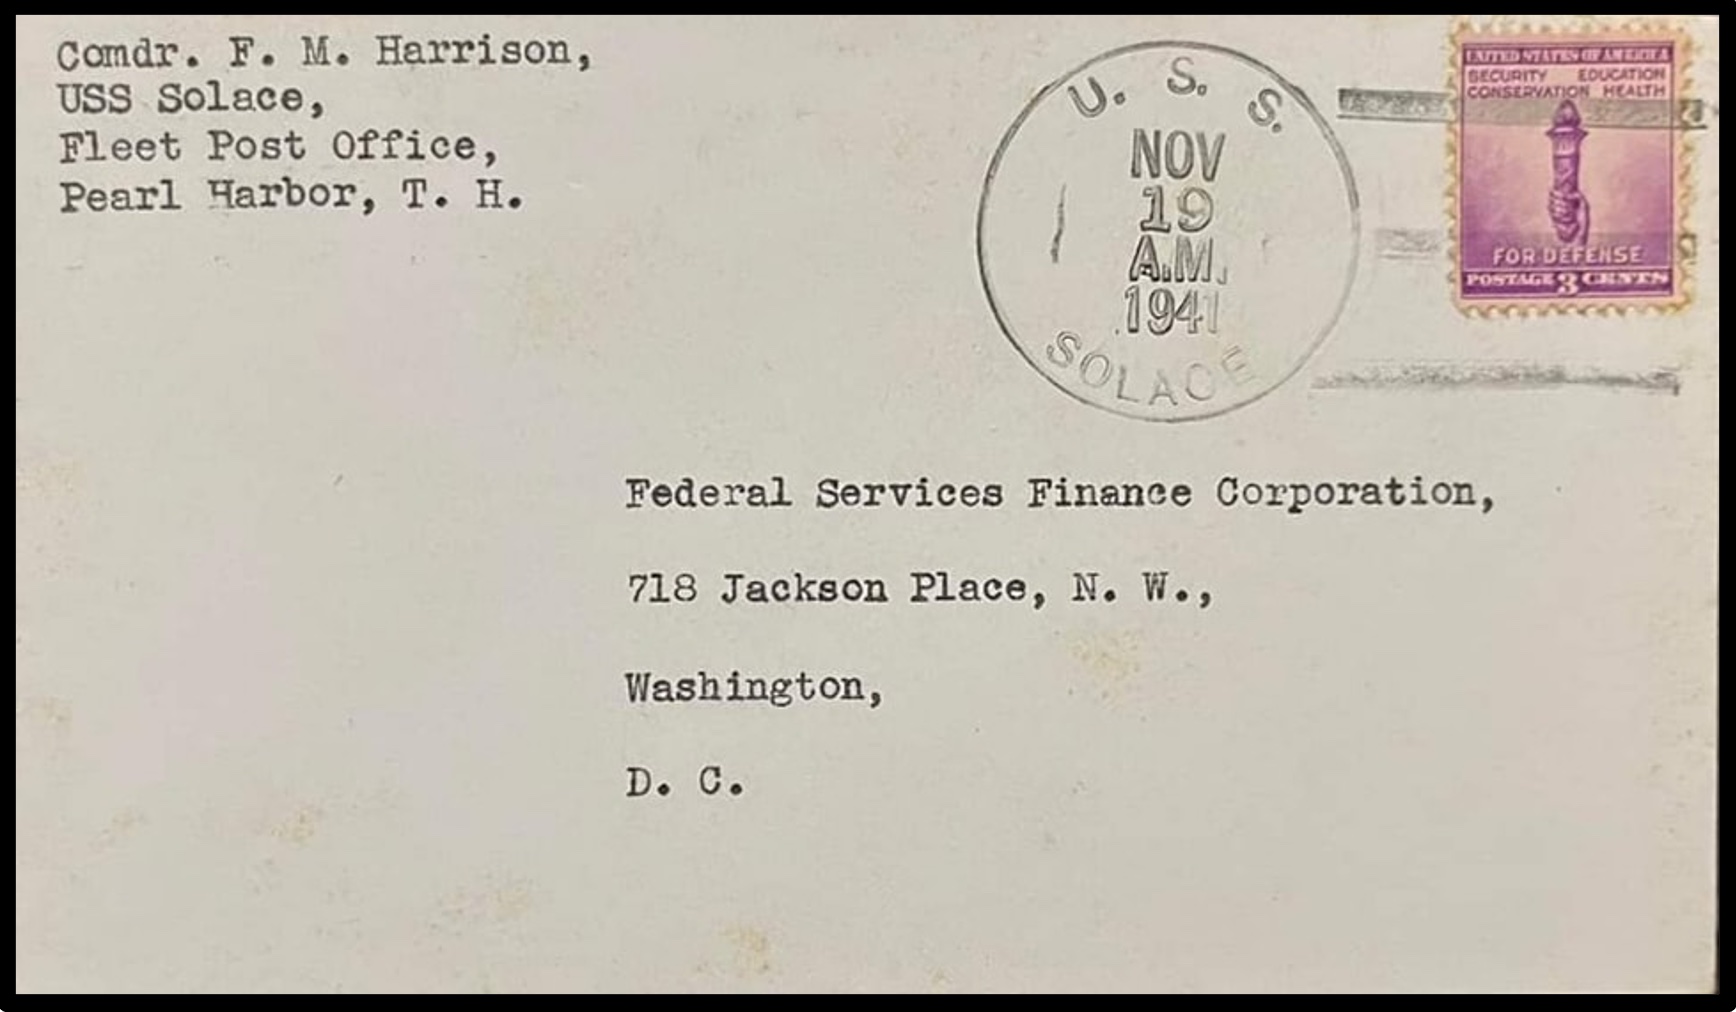 Comdr. F. M. Harrison,
USS Solace,
Fleet Post Office,
Pearl Harbor, T. H.
U. S. S.
NOV
19
A.M.
1941
SOLACE
UNITED STATES OF AMERICA
SECURITY EDUCATION
CONSERVATION HEALTH
FOR DEFENSE
POSTAGE 3 CENTS
Federal Services Finance Corporation,
718 Jackson Place, N. W.,
Washington,
D. C.